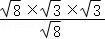 √8 × √3 × √3
√8